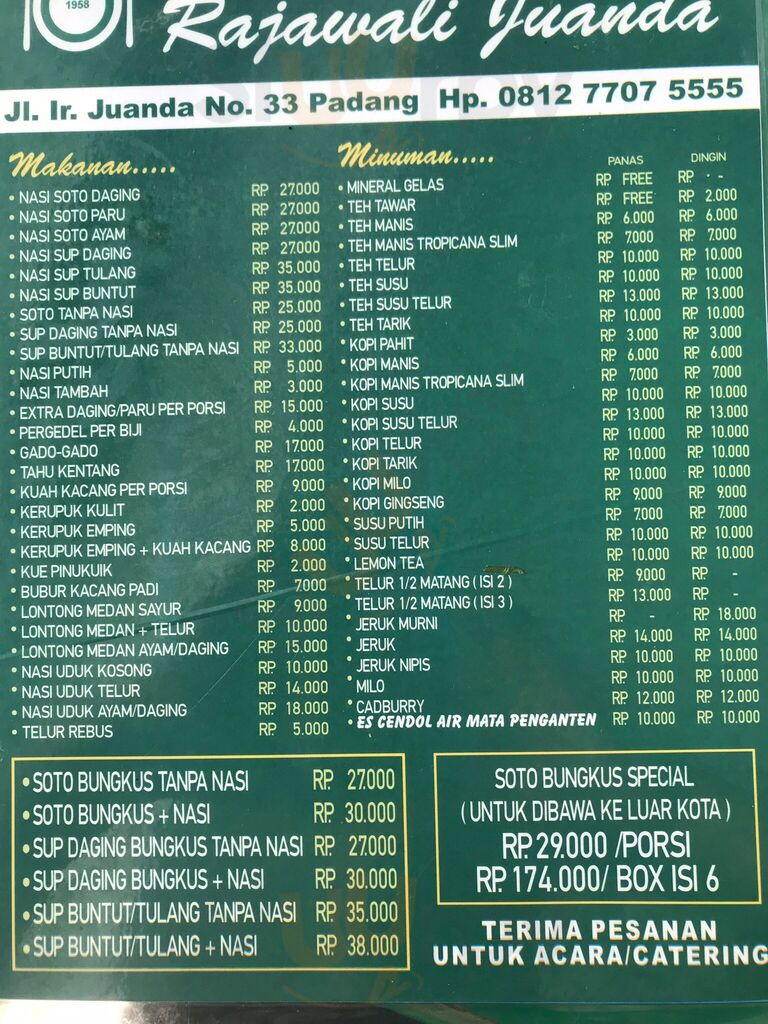 1958
Rajawali Juanda
Jl. Ir. Juanda No. 33 Padang Hp. 0812 7707 5555
Makanan.....
• NASI SOTO DAGING RP. 27.000
• NASI SOTO PARU RP. 27.000
• NASI SOTO AYAM RP. 27.000
• NASI SUP DAGING RP. 27.000
• NASI SUP TULANG RP. 35.000
• NASI SUP BUNTUT RP. 35.000
• SOTO TANPA NASI RP. 25.000
• SUP DAGING TANPA NASI RP. 25.000
• SUP BUNTUT/TULANG TANPA NASI RP. 33.000
• NASI PUTIH RP. 5.000
• NASI TAMBAH RP. 3.000
• EXTRA DAGING/PARU PER PORSI RP. 15.000
• PERGEDEL PER BIJI RP. 4.000
• GADO-GADO RP. 17.000
• TAHU KENTANG RP. 17.000
• KUAH KACANG PER PORSI RP. 9.000
• KERUPUK KULIT RP. 2.000
• KERUPUK EMPING RP. 5.000
• KERUPUK EMPING + KUAH KACANG RP. 8.000
• KUE PINUKUIK RP. 2.000
• BUBUR KACANG PADI RP. 7.000
• LONTONG MEDAN SAYUR RP. 9.000
• LONTONG MEDAN + TELUR RP. 10.000
• LONTONG MEDAN AYAM/DAGING RP. 15.000
• NASI UDUK KOSONG RP. 10.000
• NASI UDUK TELUR RP. 14.000
• NASI UDUK AYAM/DAGING RP. 18.000
• TELUR REBUS RP. 5.000
Minuman..... PANAS DINGIN
• MINERAL GELAS RP. FREE RP. --
• TEH TAWAR RP. FREE RP. 2.000
• TEH MANIS RP. 6.000 RP. 6.000
• TEH MANIS TROPICANA SLIM RP. 7.000 RP. 7.000
• TEH TELUR RP. 10.000 RP. 10.000
• TEH SUSU RP. 10.000 RP. 10.000
• TEH SUSU TELUR RP. 13.000 RP. 13.000
• TEH TARIK RP. 10.000 RP. 10.000
• KOPI PAHIT RP. 3.000 RP. 3.000
• KOPI MANIS RP. 6.000 RP. 6.000
• KOPI MANIS TROPICANA SLIM RP. 7.000 RP. 7.000
• KOPI SUSU RP. 10.000 RP. 10.000
• KOPI SUSU TELUR RP. 13.000 RP. 13.000
• KOPI TELUR RP. 10.000 RP. 10.000
• KOPI TARIK RP. 10.000 RP. 10.000
• KOPI MILO RP. 10.000 RP. 10.000
• KOPI GINGSENG RP. 9.000 RP. 9.000
• SUSU PUTIH RP. 7.000 RP. 7.000
• SUSU TELUR RP. 10.000 RP. 10.000
• LEMON TEA RP. 10.000 RP. 10.000
• TELUR 1/2 MATANG ( ISI 2 ) RP. 9.000 RP. -
• TELUR 1/2 MATANG ( ISI 3 ) RP. 13.000 RP. -
• JERUK MURNI RP. - RP. 18.000
• JERUK RP. 14.000 RP. 14.000
• JERUK NIPIS RP. 10.000 RP. 10.000
• MILO RP. 10.000 RP. 10.000
• CADBURRY RP. 12.000 RP. 12.000
• ES CENDOL AIR MATA PENGANTEN RP. 10.000 RP. 10.000
• SOTO BUNGKUS TANPA NASI RP. 27.000
• SOTO BUNGKUS + NASI RP. 30.000
• SUP DAGING BUNGKUS TANPA NASI RP. 27.000
• SUP DAGING BUNGKUS + NASI RP. 30.000
• SUP BUNTUT/TULANG TANPA NASI RP. 35.000
• SUP BUNTUT/TULANG + NASI RP. 38.000
SOTO BUNGKUS SPECIAL
( UNTUK DIBAWA KE LUAR KOTA )
RP. 29.000 /PORSI
RP. 174.000/ BOX ISI 6
TERIMA PESANAN
UNTUK ACARA/CATERING